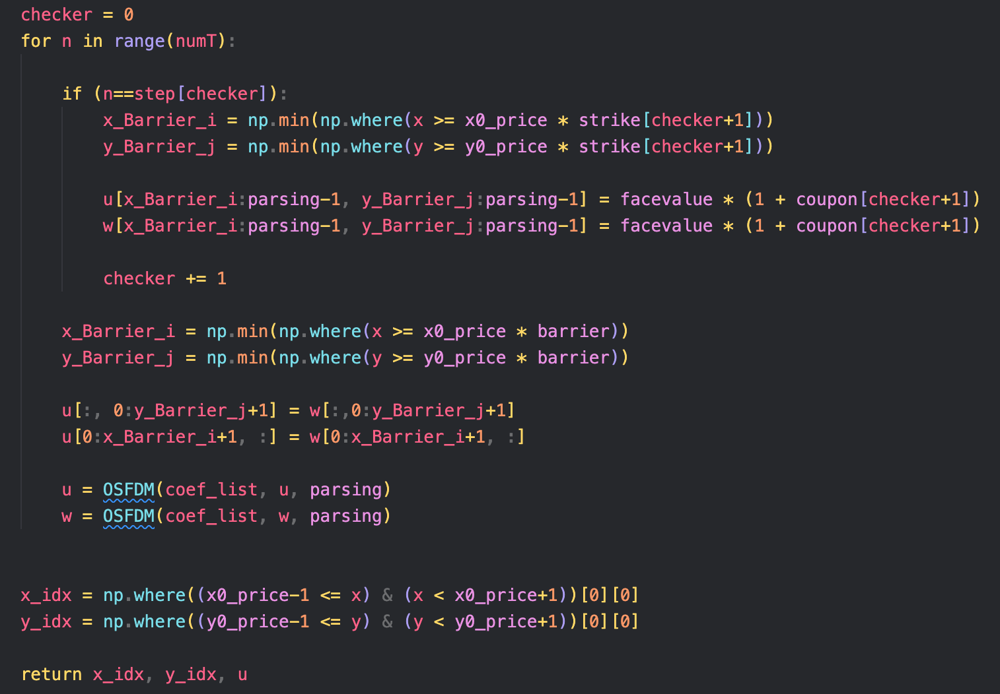 checker = 0
for n in range(numT):
if (n==step[checker]):
x_Barrier_i = np.min(np.where(x >= x0_price * strike[checker+1]))
y_Barrier_j = np.min(np.where(y >= y0_price * strike[checker+1]))
u[x_Barrier_i:parsing-1, y_Barrier_j:parsing-1] = facevalue * (1 + coupon[checker+1])
w[x_Barrier_i:parsing-1, y_Barrier_j:parsing-1] = facevalue * (1 + coupon[checker+1])
checker += 1
x_Barrier_i = np.min(np.where(x >= x0_price * barrier))
y_Barrier_j = np.min(np.where(y >= y0_price * barrier))
u[:, 0:y_Barrier_j+1] = w[:,0:y_Barrier_j+1]
u[0:x_Barrier_i+1, :] = w[0:x_Barrier_i+1, :]
u = OSFDM(coef_list, u, parsing)
w = OSFDM(coef_list, w, parsing)
x_idx = np.where((x0_price-1 <= x) & (x < x0_price+1))[0][0]
y_idx = np.where((y0_price-1 <= y) & (y < y0_price+1))[0][0]
return x_idx, y_idx, u